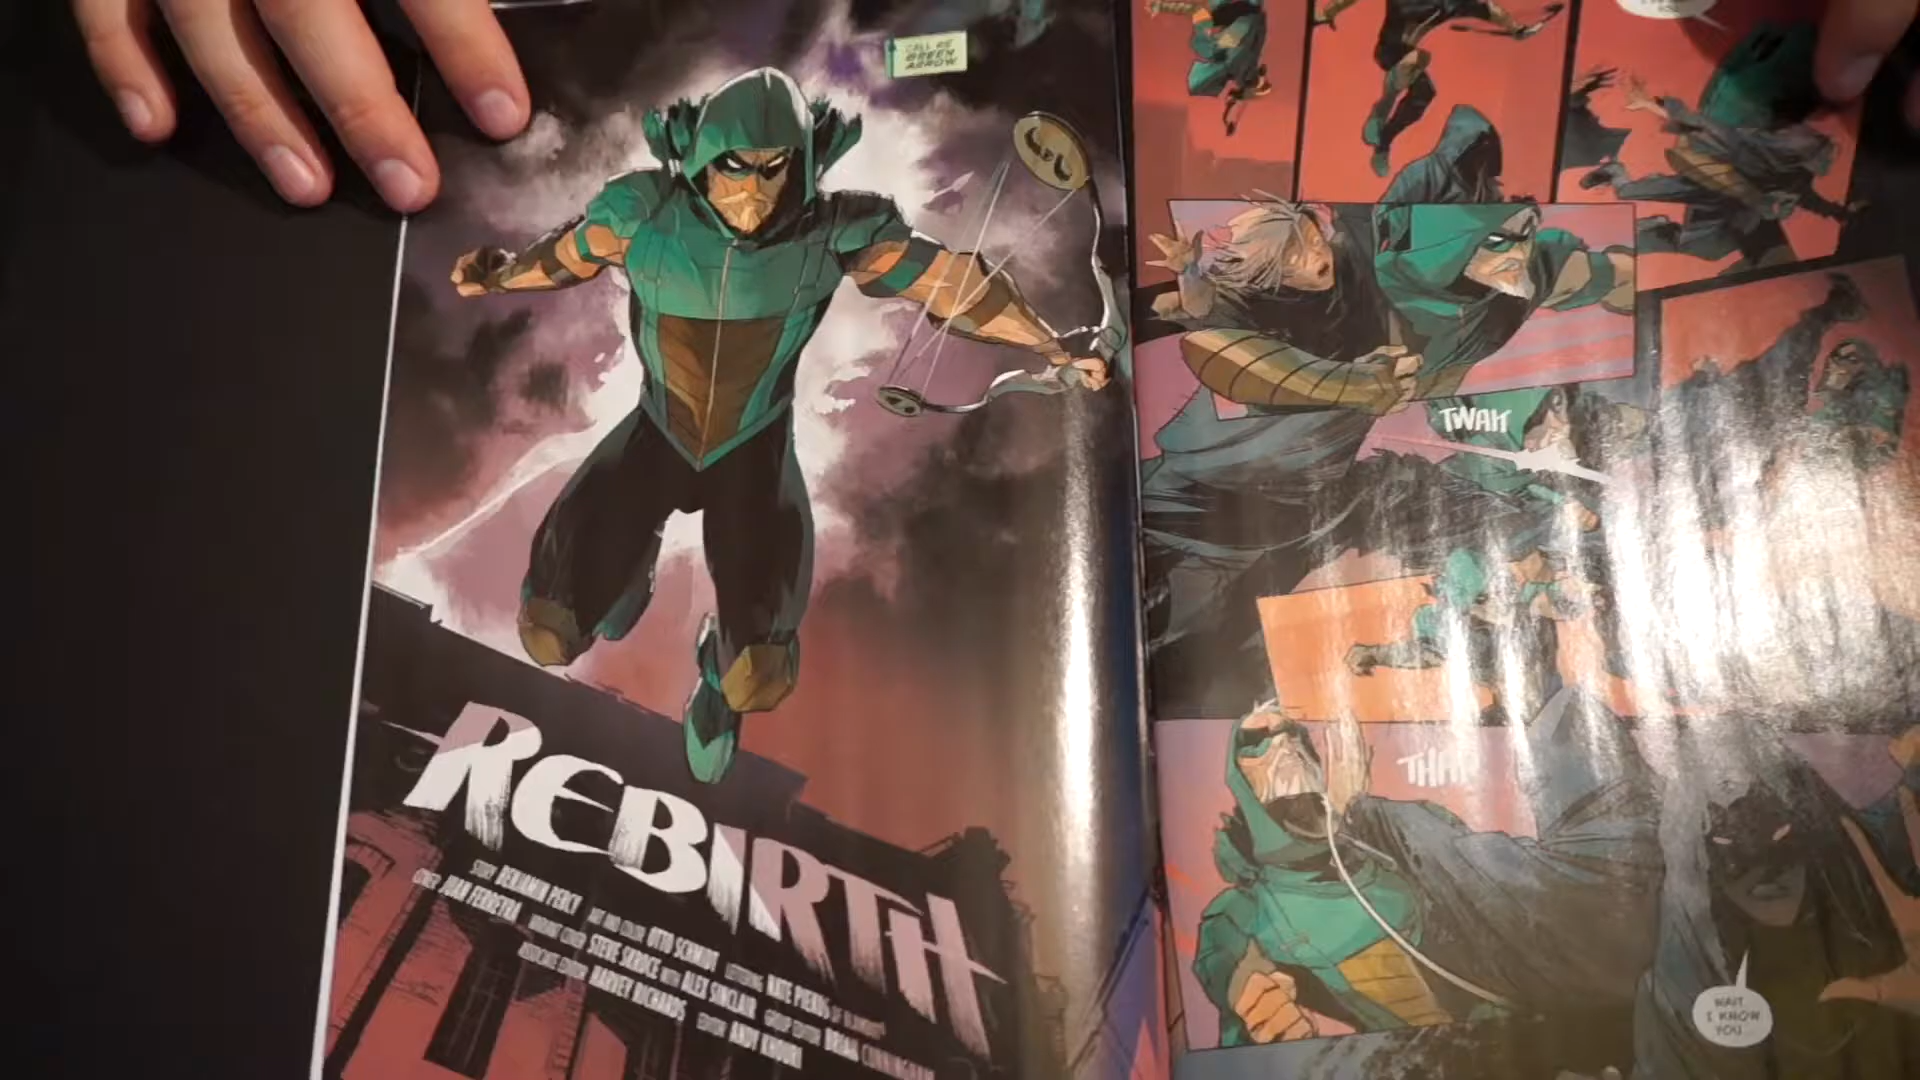 CALL ME
GREEN
ARROW
TWAK
REBIRTH
STORY BENJAMIN PERCY ART AND COLOR OTTO SCHMIDT LETTERING NATE PIEKOS OF BLAMBOT®
COVER JUAN FERREYRA VARIANT COVER STEVE SKROCE WITH ALEX SINCLAIR GROUP EDITOR BRIAN CUNNINGHAM
ASSOCIATE EDITOR HARVEY RICHARDS EDITOR ANDY KHOURI
WAIT
I KNOW
YOU